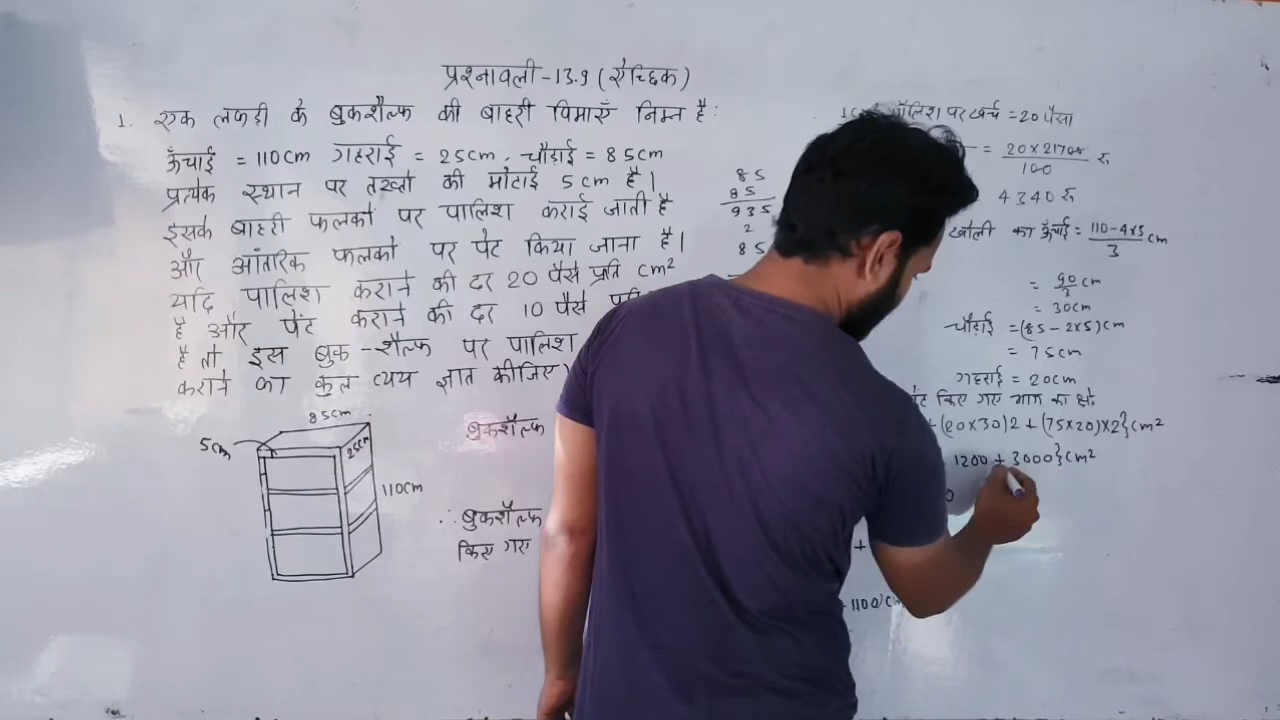 प्रश्नावली-13.9 (ऐच्छिक)
1. एक लकड़ी के बुकशैल्फ की बाहरी विमाएँ निम्न है:
ऊँचाई = 110cm गहराई = 25cm, चौड़ाई = 85cm
प्रत्येक स्थान पर तख्तो की मोटाई 5cm है।
इसके बाहरी फलको पर पालिश कराई जाती है
और आंतरिक फलको पर पेंट किया जाना है।
यदि पालिश कराने की दर 20 पैसे प्रति cm²
है और पेंट कराने की दर 10 पैसे प्रति
है तो इस बुक-शैल्फ पर पालिश
कराने का कुल व्यय ज्ञात कीजिए।
85cm
5cm
25cm
110cm
बुकशैल्फ
∴ बुकशैल्फ
किए गए
85
85
935
2
85
पॉलिश पर खर्च = 20 पैसा
= 20×21700/100 रु
4340 रु
खोली का ऊँचाई = 110-4×5/3 cm
= 90/3 cm
= 30cm
चौड़ाई = (85-2×5)cm
= 75cm
गहराई = 20cm
किए गए भाग का क्षे०
+(20×30)2 + (75×20)×2}cm²
1200 + 3000}cm²
+
1100 cm